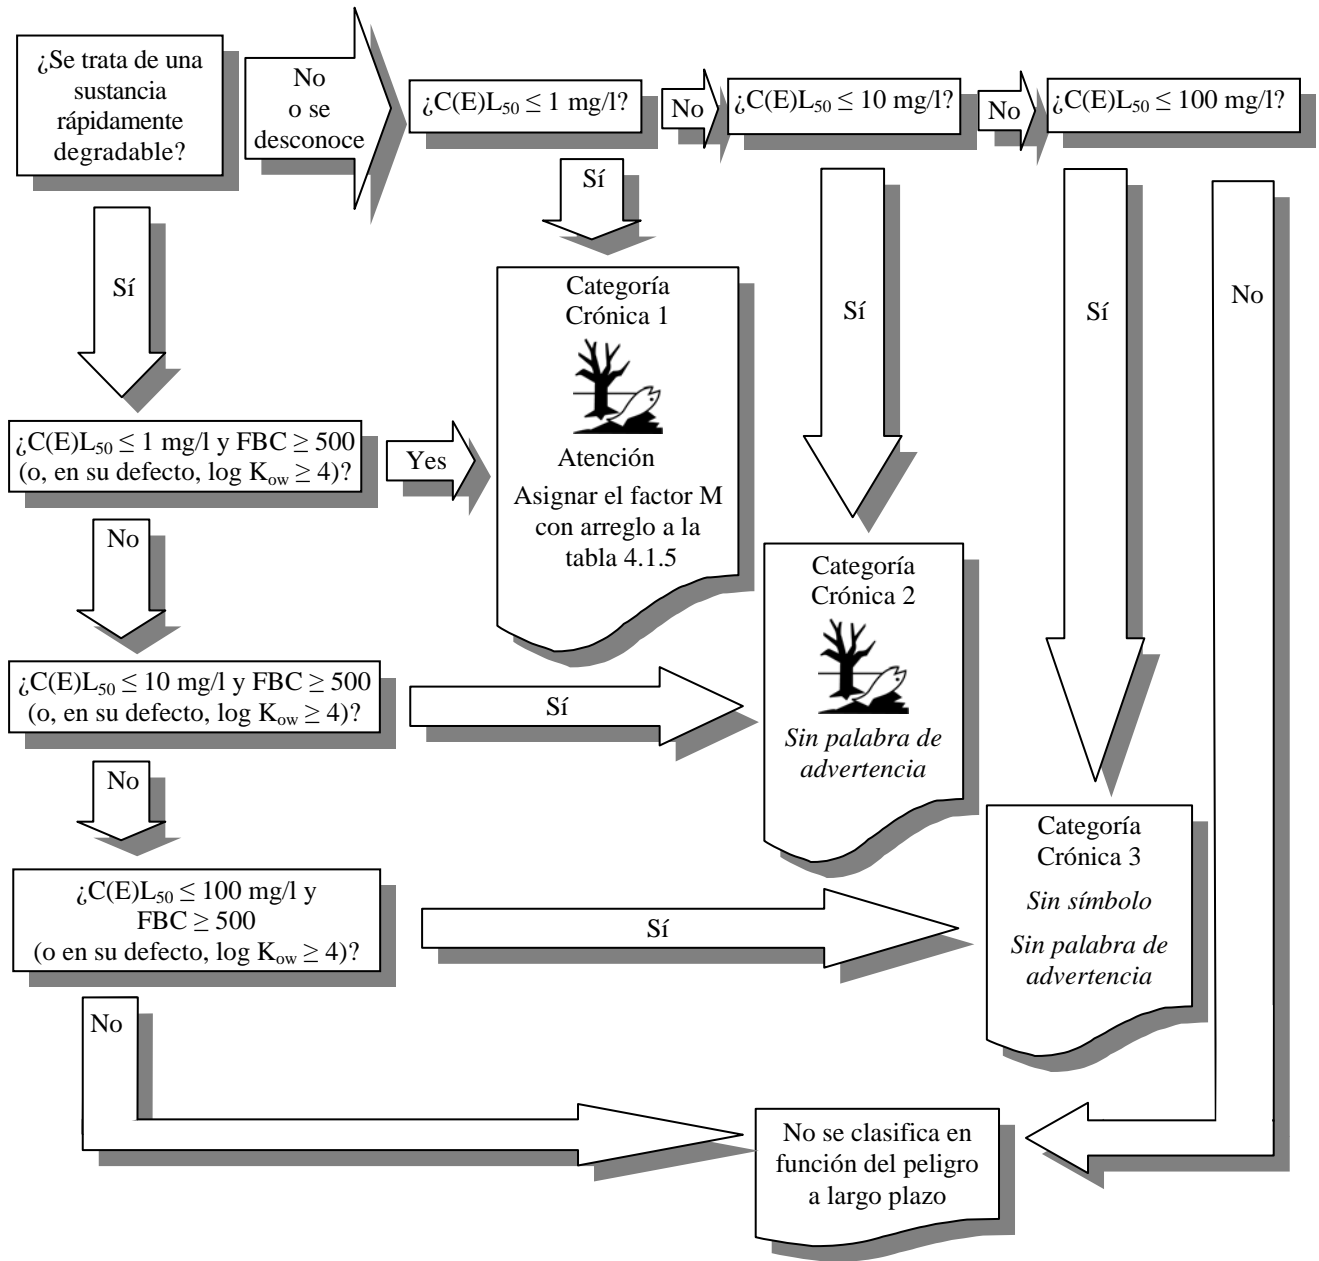 ¿Se trata de una
sustancia
rápidamente
degradable?
No
o se
desconoce
¿C(E)L50 ≤ 1 mg/l?
No
¿C(E)L50 ≤ 10 mg/l?
No
¿C(E)L50 ≤ 100 mg/l?
Sí
Sí
Sí
Sí
No
Categoría
Crónica 1
Atención
Asignar el factor M
con arreglo a la
tabla 4.1.5
¿C(E)L50 ≤ 1 mg/l y FBC ≥ 500
(o, en su defecto, log Kow ≥ 4)?
Yes
No
Categoría
Crónica 2
Sin palabra de
advertencia
¿C(E)L50 ≤ 10 mg/l y FBC ≥ 500
(o, en su defecto, log Kow ≥ 4)?
Sí
No
Categoría
Crónica 3
Sin símbolo
Sin palabra de
advertencia
¿C(E)L50 ≤ 100 mg/l y
FBC ≥ 500
(o en su defecto, log Kow ≥ 4)?
Sí
No
No se clasifica en
función del peligro
a largo plazo